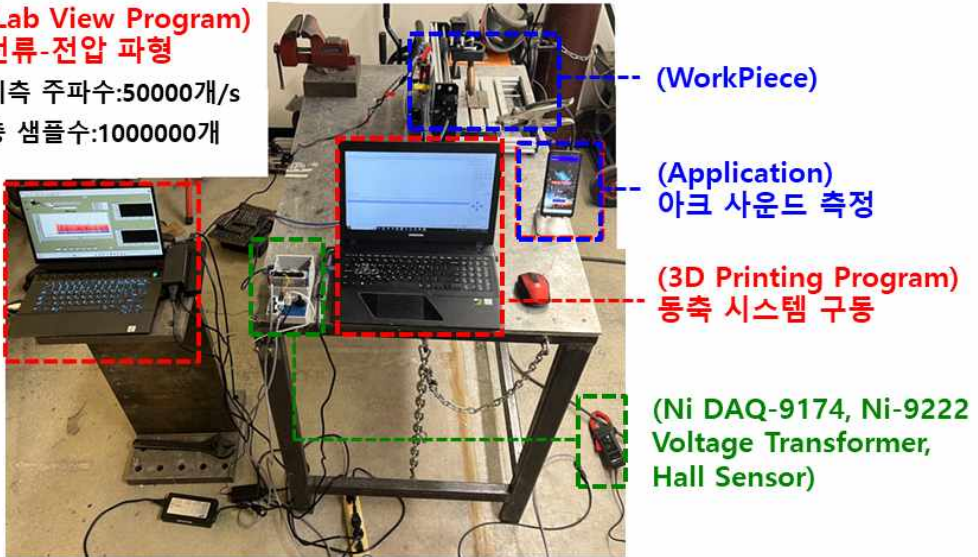 Lab View Program)
전류-전압 파형
계측 주파수:50000개/s
총 샘플수:1000000개
(WorkPiece)
(Application)
아크 사운드 측정
(3D Printing Program)
동축 시스템 구동
(Ni DAQ-9174, Ni-9222
Voltage Transformer,
Hall Sensor)